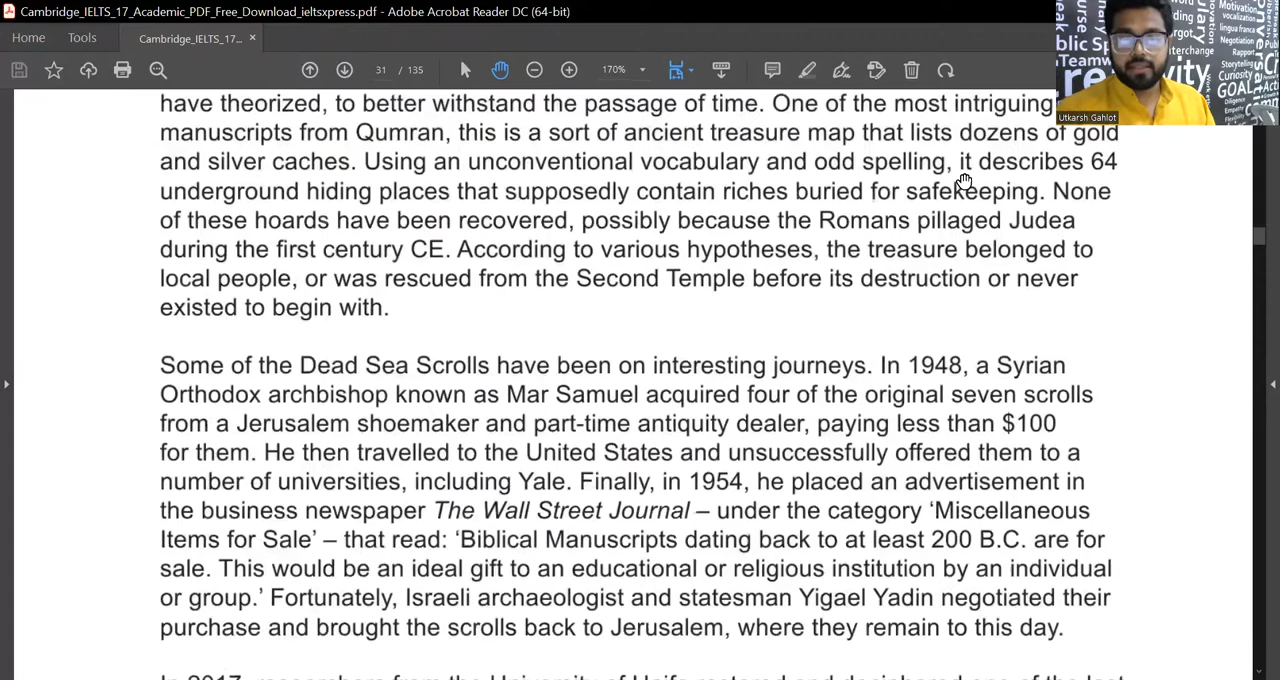 Cambridge_IELTS_17_Academic_PDF_Free_Download_ieltsxpress.pdf - Adobe Acrobat Reader DC (64-bit)
Home Tools Cambridge_IELTS_17... ×
31 / 135 170%
have theorized, to better withstand the passage of time. One of the most intriguing
manuscripts from Qumran, this is a sort of ancient treasure map that lists dozens of gold
and silver caches. Using an unconventional vocabulary and odd spelling, it describes 64
underground hiding places that supposedly contain riches buried for safekeeping. None
of these hoards have been recovered, possibly because the Romans pillaged Judea
during the first century CE. According to various hypotheses, the treasure belonged to
local people, or was rescued from the Second Temple before its destruction or never
existed to begin with.
Some of the Dead Sea Scrolls have been on interesting journeys. In 1948, a Syrian
Orthodox archbishop known as Mar Samuel acquired four of the original seven scrolls
from a Jerusalem shoemaker and part-time antiquity dealer, paying less than $100
for them. He then travelled to the United States and unsuccessfully offered them to a
number of universities, including Yale. Finally, in 1954, he placed an advertisement in
the business newspaper The Wall Street Journal – under the category ‘Miscellaneous
Items for Sale’ – that read: ‘Biblical Manuscripts dating back to at least 200 B.C. are for
sale. This would be an ideal gift to an educational or religious institution by an individual
or group.’ Fortunately, Israeli archaeologist and statesman Yigael Yadin negotiated their
purchase and brought the scrolls back to Jerusalem, where they remain to this day.
Utkarsh Gahlot
Motivation
vocalization
lingua franca
Negotiation
Rapport
Storytelling
Curiosity
GOAL
interchange